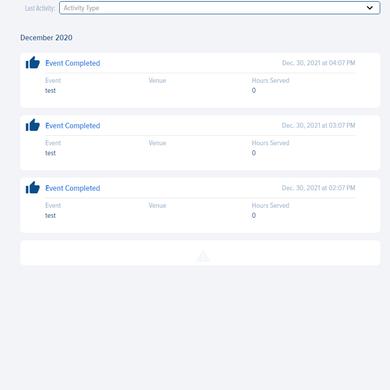 Last Activity: Activity Type
December 2020
Event Completed Dec. 30, 2021 at 04:07 PM
Event Venue Hours Served
test 0
Event Completed Dec. 30, 2021 at 03:07 PM
Event Venue Hours Served
test 0
Event Completed Dec. 30, 2021 at 02:07 PM
Event Venue Hours Served
test 0